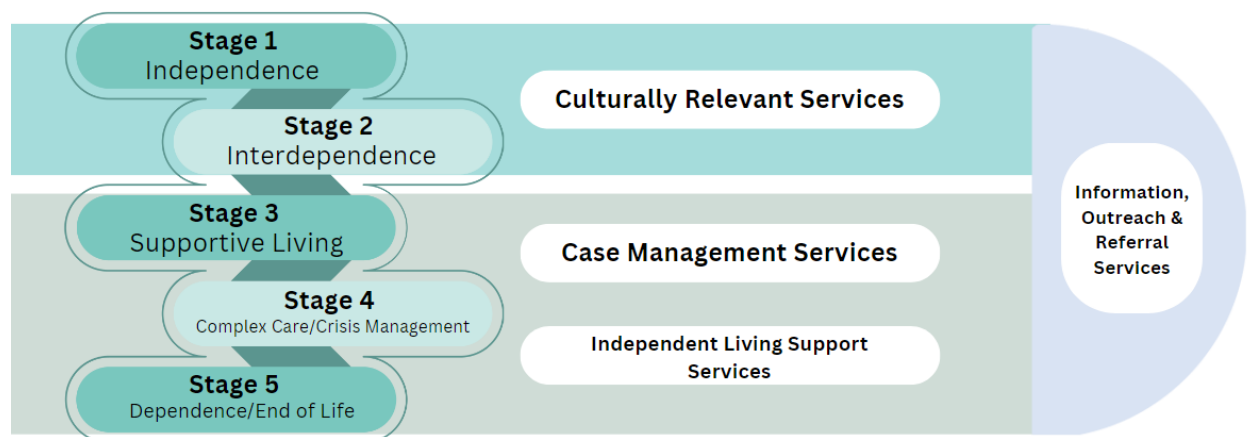 Stage 1
Independence
Stage 2
Interdependence
Stage 3
Supportive Living
Stage 4
Complex Care/Crisis Management
Stage 5
Dependence/End of Life
Culturally Relevant Services
Case Management Services
Independent Living Support
Services
Information,
Outreach &
Referral
Services